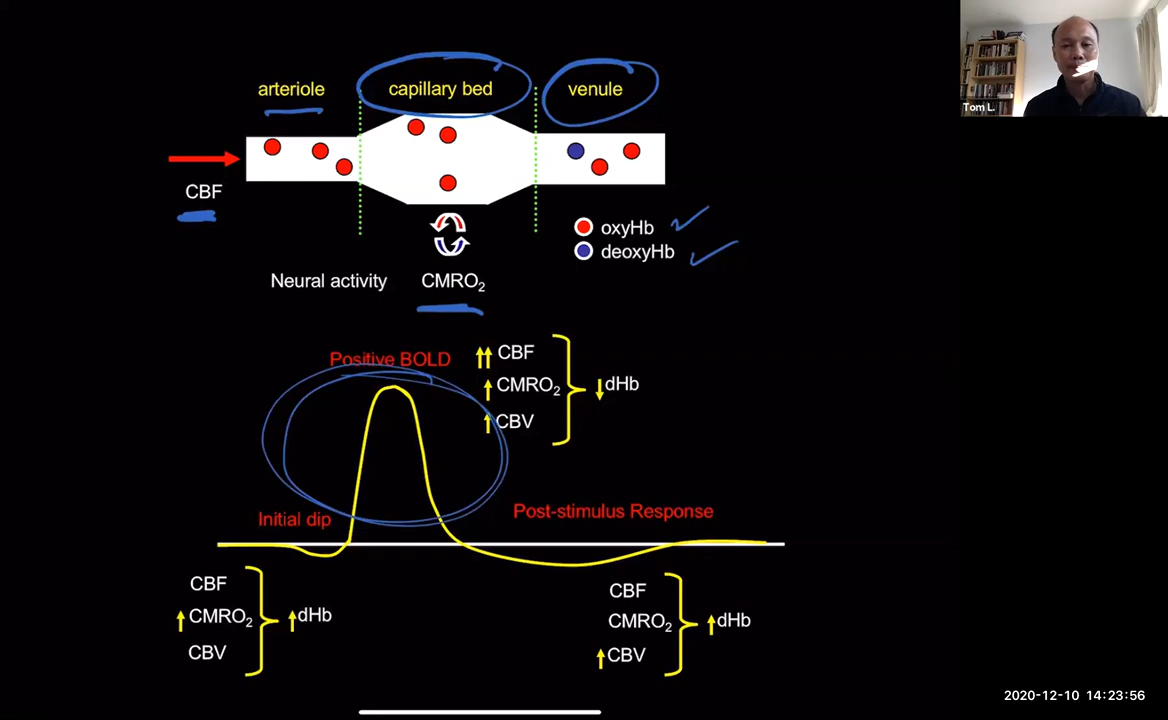 arteriole
capillary bed
venule
Tom L.
CBF
oxyHb
deoxyHb
Neural activity
CMRO2
Positive BOLD
CBF
CMRO2
CBV
dHb
Initial dip
Post-stimulus Response
CBF
CMRO2
CBV
dHb
CBF
CMRO2
CBV
dHb
2020-12-10 14:23:56